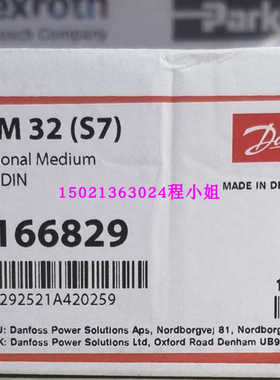 exroth
Parke
M 32 (S7)
onal Medium
DIN
MADE IN D
15021363024程小姐
166829
292521A420259
1
U: Danfoss Power Solutions Aps, Nordborgvej 81, Nordborg
K: Danfoss Power Solutions Ltd, Oxford Road Denham UB9